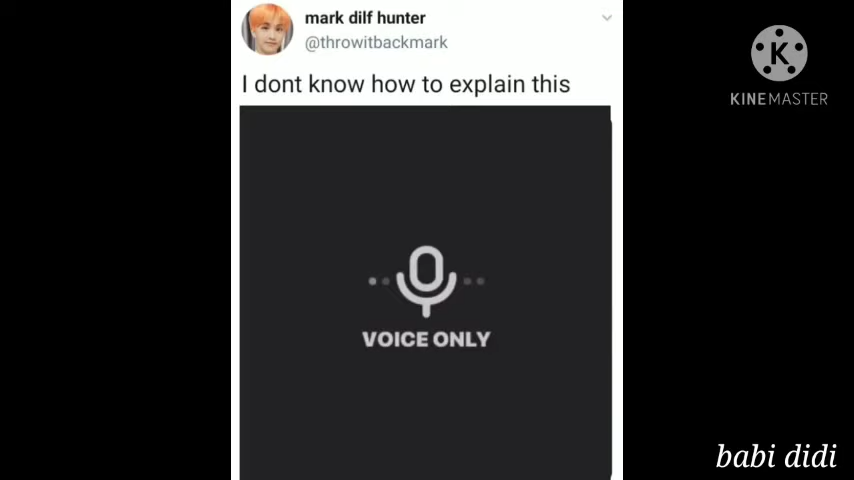 mark dilf hunter
@throwitbackmark
I dont know how to explain this
VOICE ONLY
K
KINEMASTER
babi didi